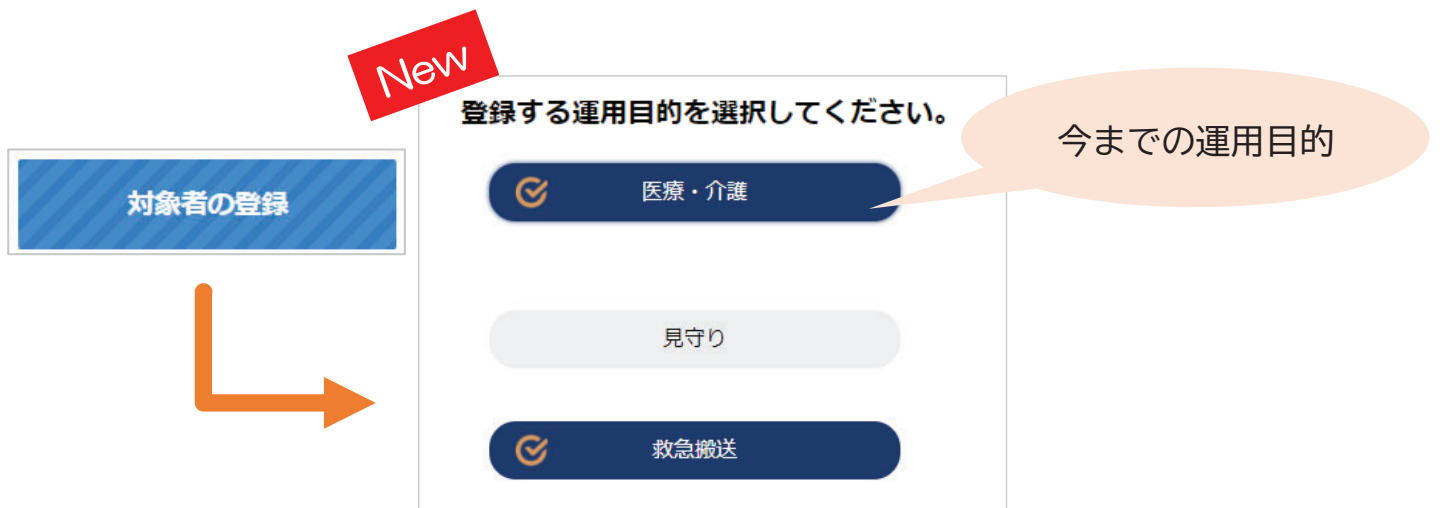 New
登録する運用目的を選択してください。
今までの運用目的
対象者の登録
医療・介護
見守り
救急搬送